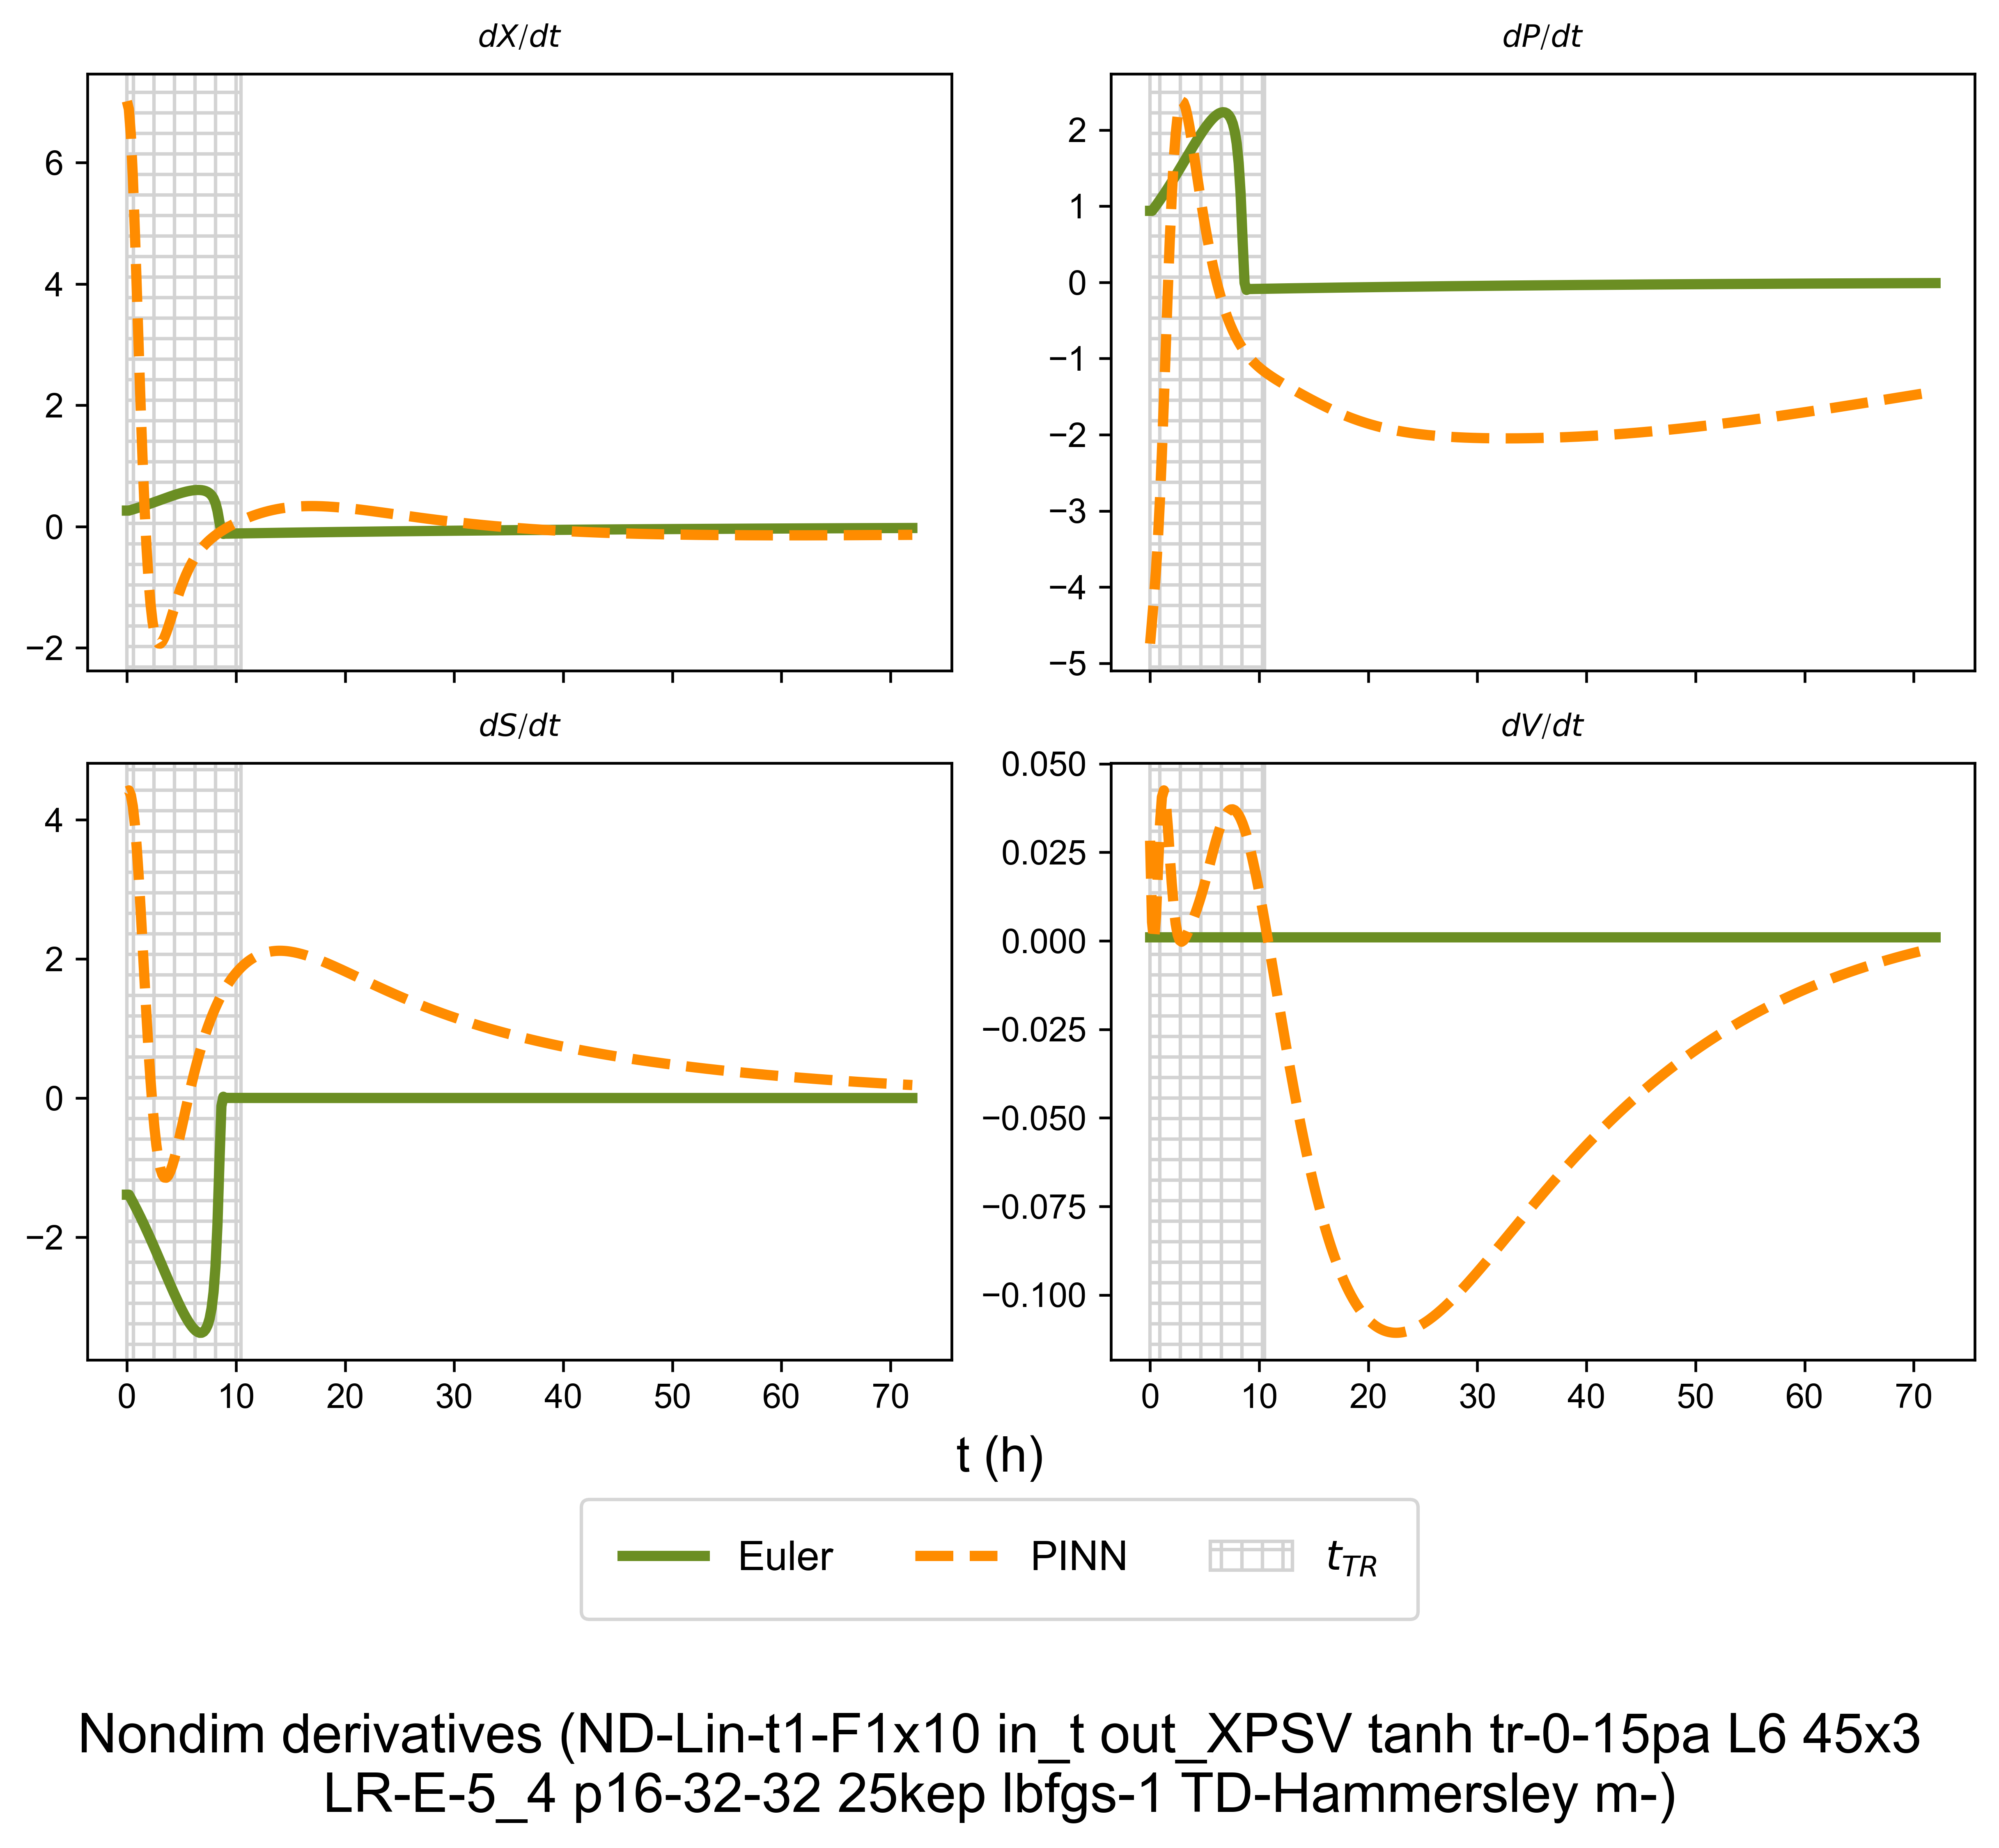 dX/dt
dP/dt
6
4
2
0
−2
2
1
0
−1
−2
−3
−4
−5
dS/dt
dV/dt
4
2
0
−2
0.050
0.025
0.000
−0.025
−0.050
−0.075
−0.100
0 10 20 30 40 50 60 70
0 10 20 30 40 50 60 70
t (h)
Euler PINN t_TR
Nondim derivatives (ND-Lin-t1-F1x10 in_t out_XPSV tanh tr-0-15pa L6 45x3
LR-E-5_4 p16-32-32 25kep lbfgs-1 TD-Hammersley m-)